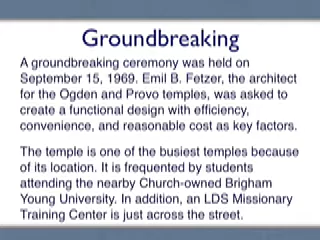 Groundbreaking
A groundbreaking ceremony was held on
September 15, 1969. Emil B. Fetzer, the architect
for the Ogden and Provo temples, was asked to
create a functional design with efficiency,
convenience, and reasonable cost as key factors.
The temple is one of the busiest temples because
of its location. It is frequented by students
attending the nearby Church-owned Brigham
Young University. In addition, an LDS Missionary
Training Center is just across the street.